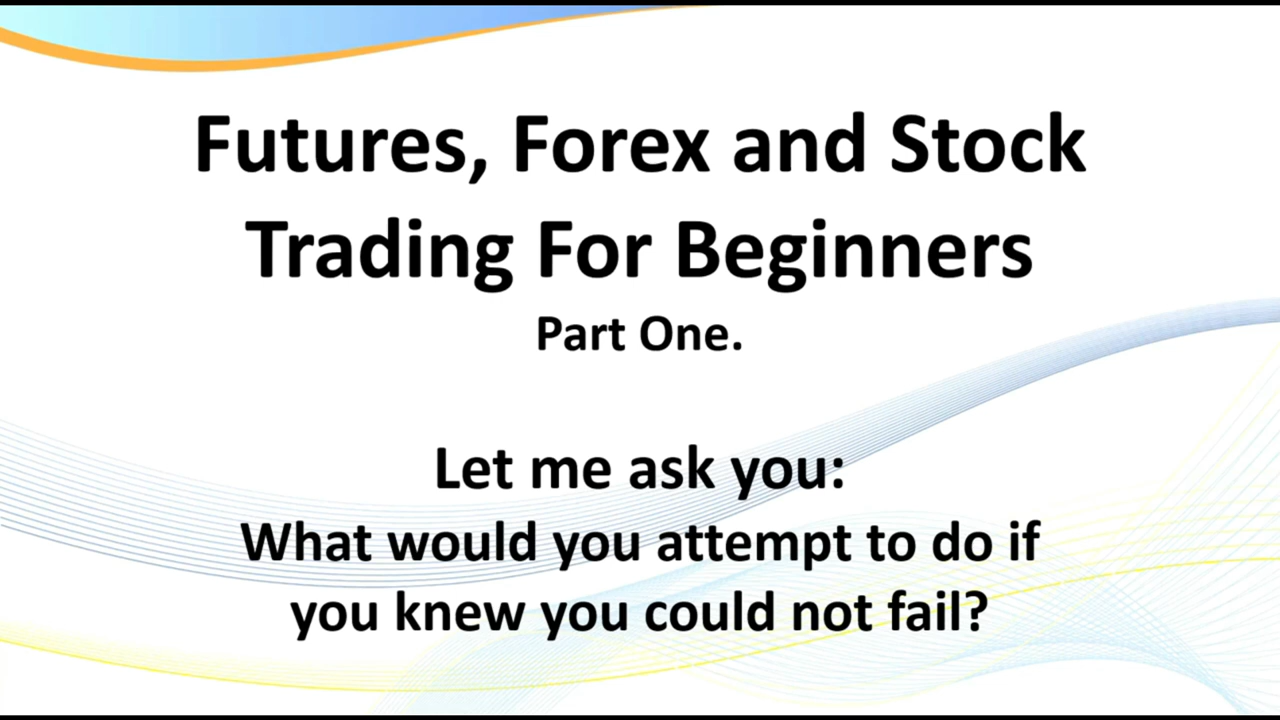 Futures, Forex and Stock
Trading For Beginners
Part One.
Let me ask you:
What would you attempt to do if
you knew you could not fail?